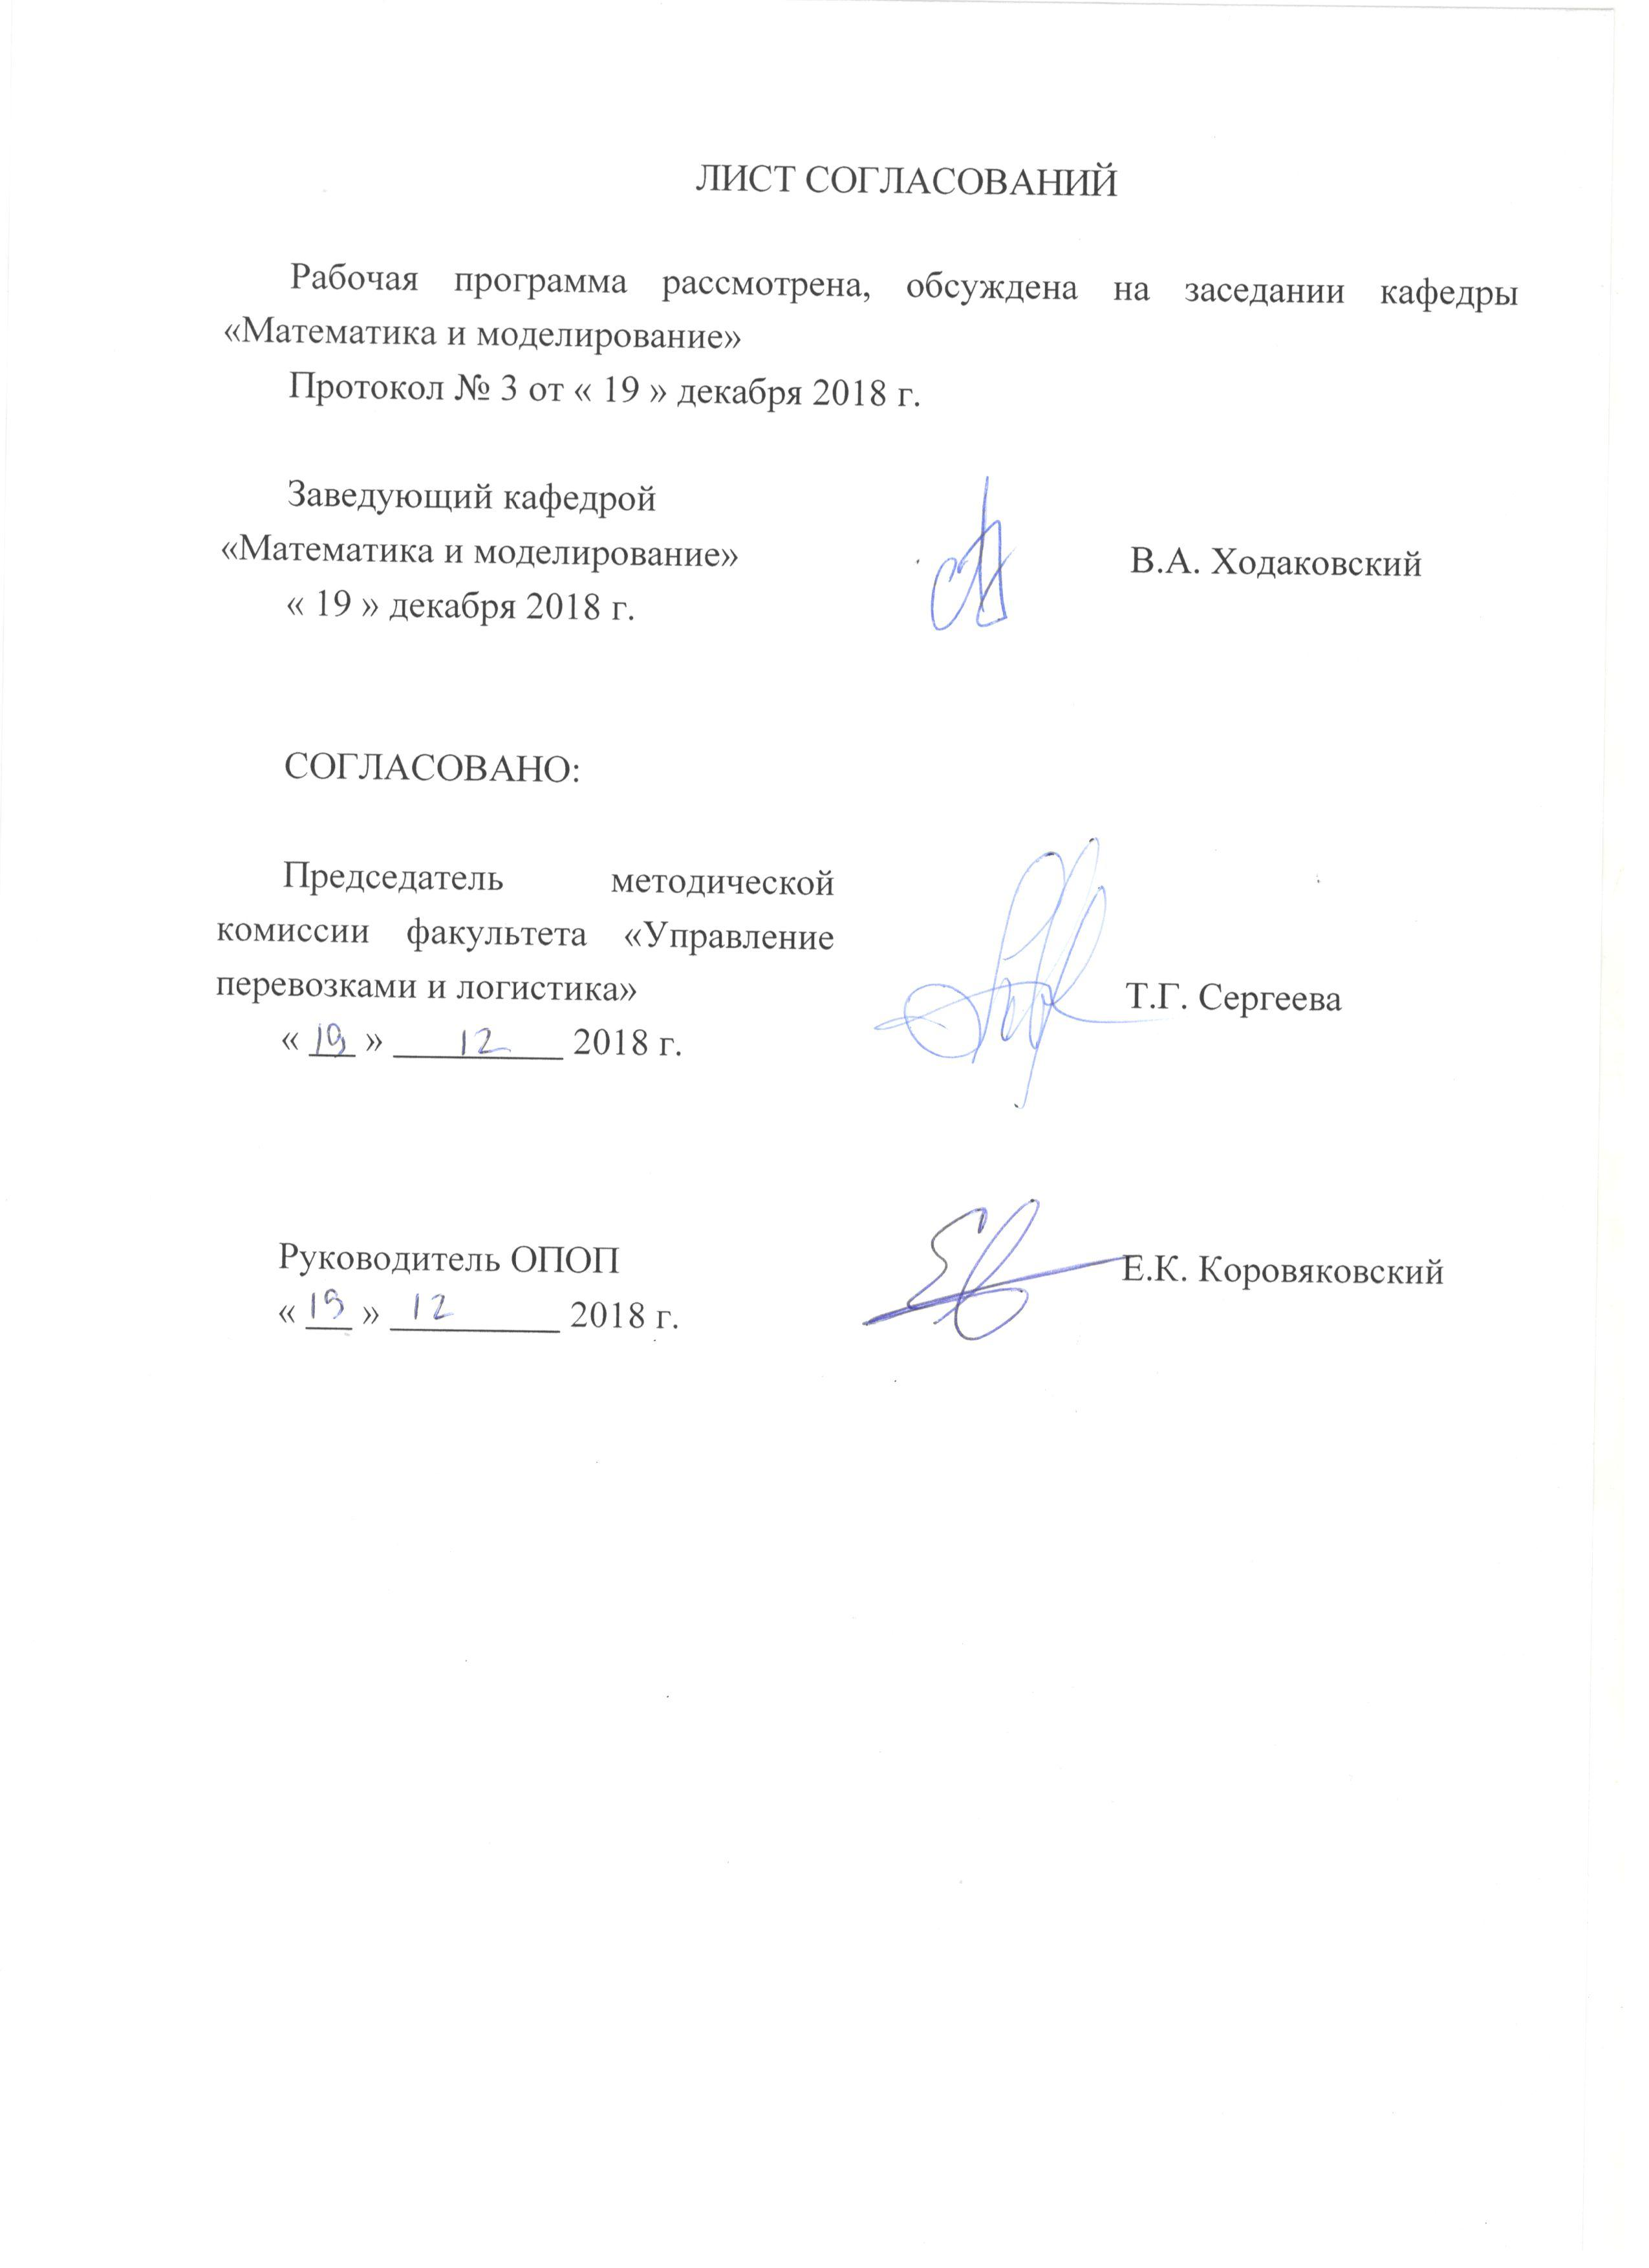 ЛИСТ СОГЛАСОВАНИЙ
Рабочая программа рассмотрена, обсуждена на заседании кафедры
«Математика и моделирование»
Протокол № 3 от « 19 » декабря 2018 г.
Заведующий кафедрой
«Математика и моделирование» В.А. Ходаковский
« 19 » декабря 2018 г.
СОГЛАСОВАНО:
Председатель методической
комиссии факультета «Управление
перевозками и логистика» Т.Г. Сергеева
« 19 » 12 2018 г.
Руководитель ОПОП Е.К. Коровяковский
« 19 » 12 2018 г.